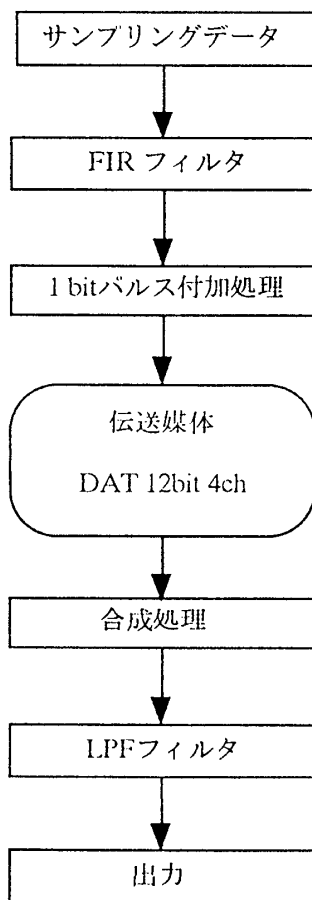 サンプリングデータ
FIR フィルタ
1 bitパルス付加処理
伝送媒体
DAT 12bit 4ch
合成処理
LPFフィルタ
出力